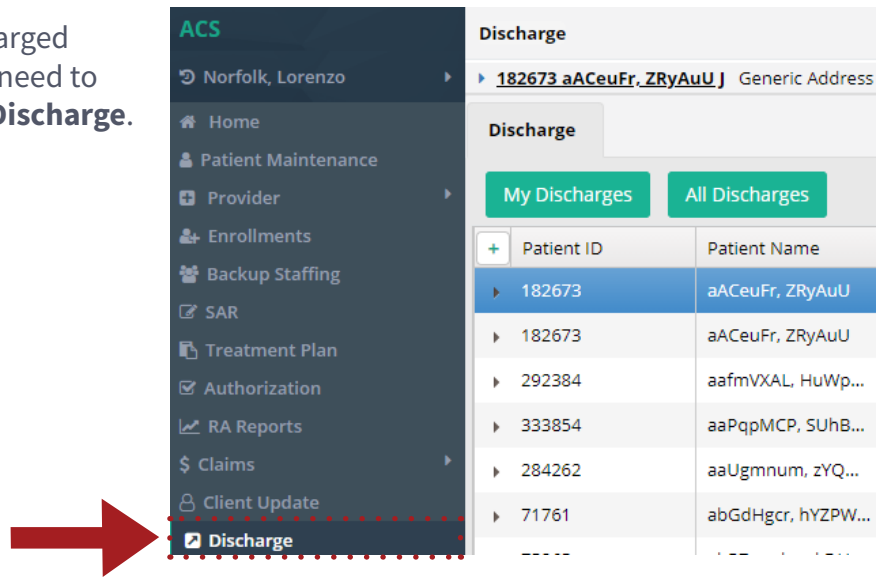 arged
need to
Discharge.
ACS
Norfolk, Lorenzo
Home
Patient Maintenance
Provider
Enrollments
Backup Staffing
SAR
Treatment Plan
Authorization
RA Reports
$ Claims
Client Update
Discharge
Discharge
182673 aACeuFr, ZRyAuU J Generic Address
Discharge
My Discharges All Discharges
+ Patient ID Patient Name
182673 aACeuFr, ZRyAuU
182673 aACeuFr, ZRyAuU
292384 aafmVXAL, HuWp...
333854 aaPqpMCP, SUhB...
284262 aaUgmnum, zYQ...
71761 abGdHgcr, hYZPW...